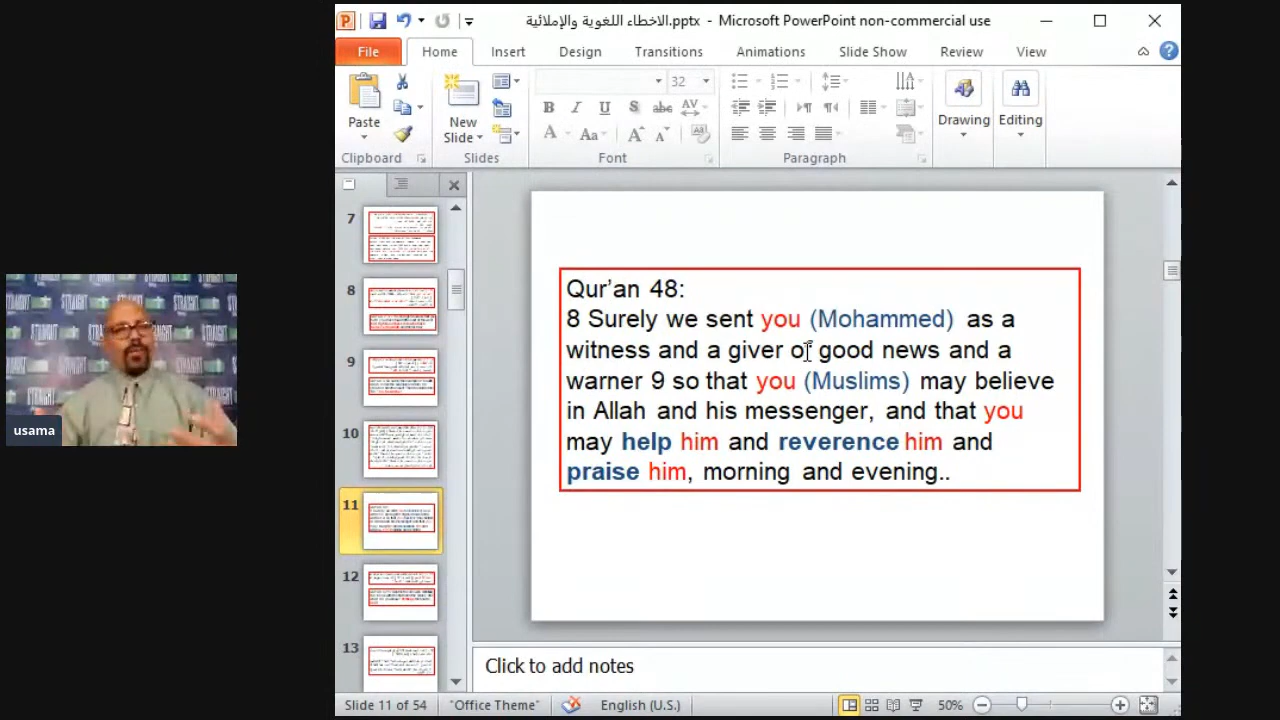 الاخطاء اللغوية والإملائية.pptx - Microsoft PowerPoint non-commercial use
File Home Insert Design Transitions Animations Slide Show Review View
32
Paste
New Slide
Drawing
Editing
B I U S abc AV
A Aa A A
Clipboard Slides Font Paragraph
7
8
9
10
11
12
13
Qur’an 48:
8 Surely we sent you (Mohammed) as a
witness and a giver of good news and a
warner 9 so that you (Muslims) may believe
in Allah and his messenger, and that you
may help him and reverence him and
praise him, morning and evening..
STRAIGHT
usama
Click to add notes
Slide 11 of 54 "Office Theme" English (U.S.) 50%